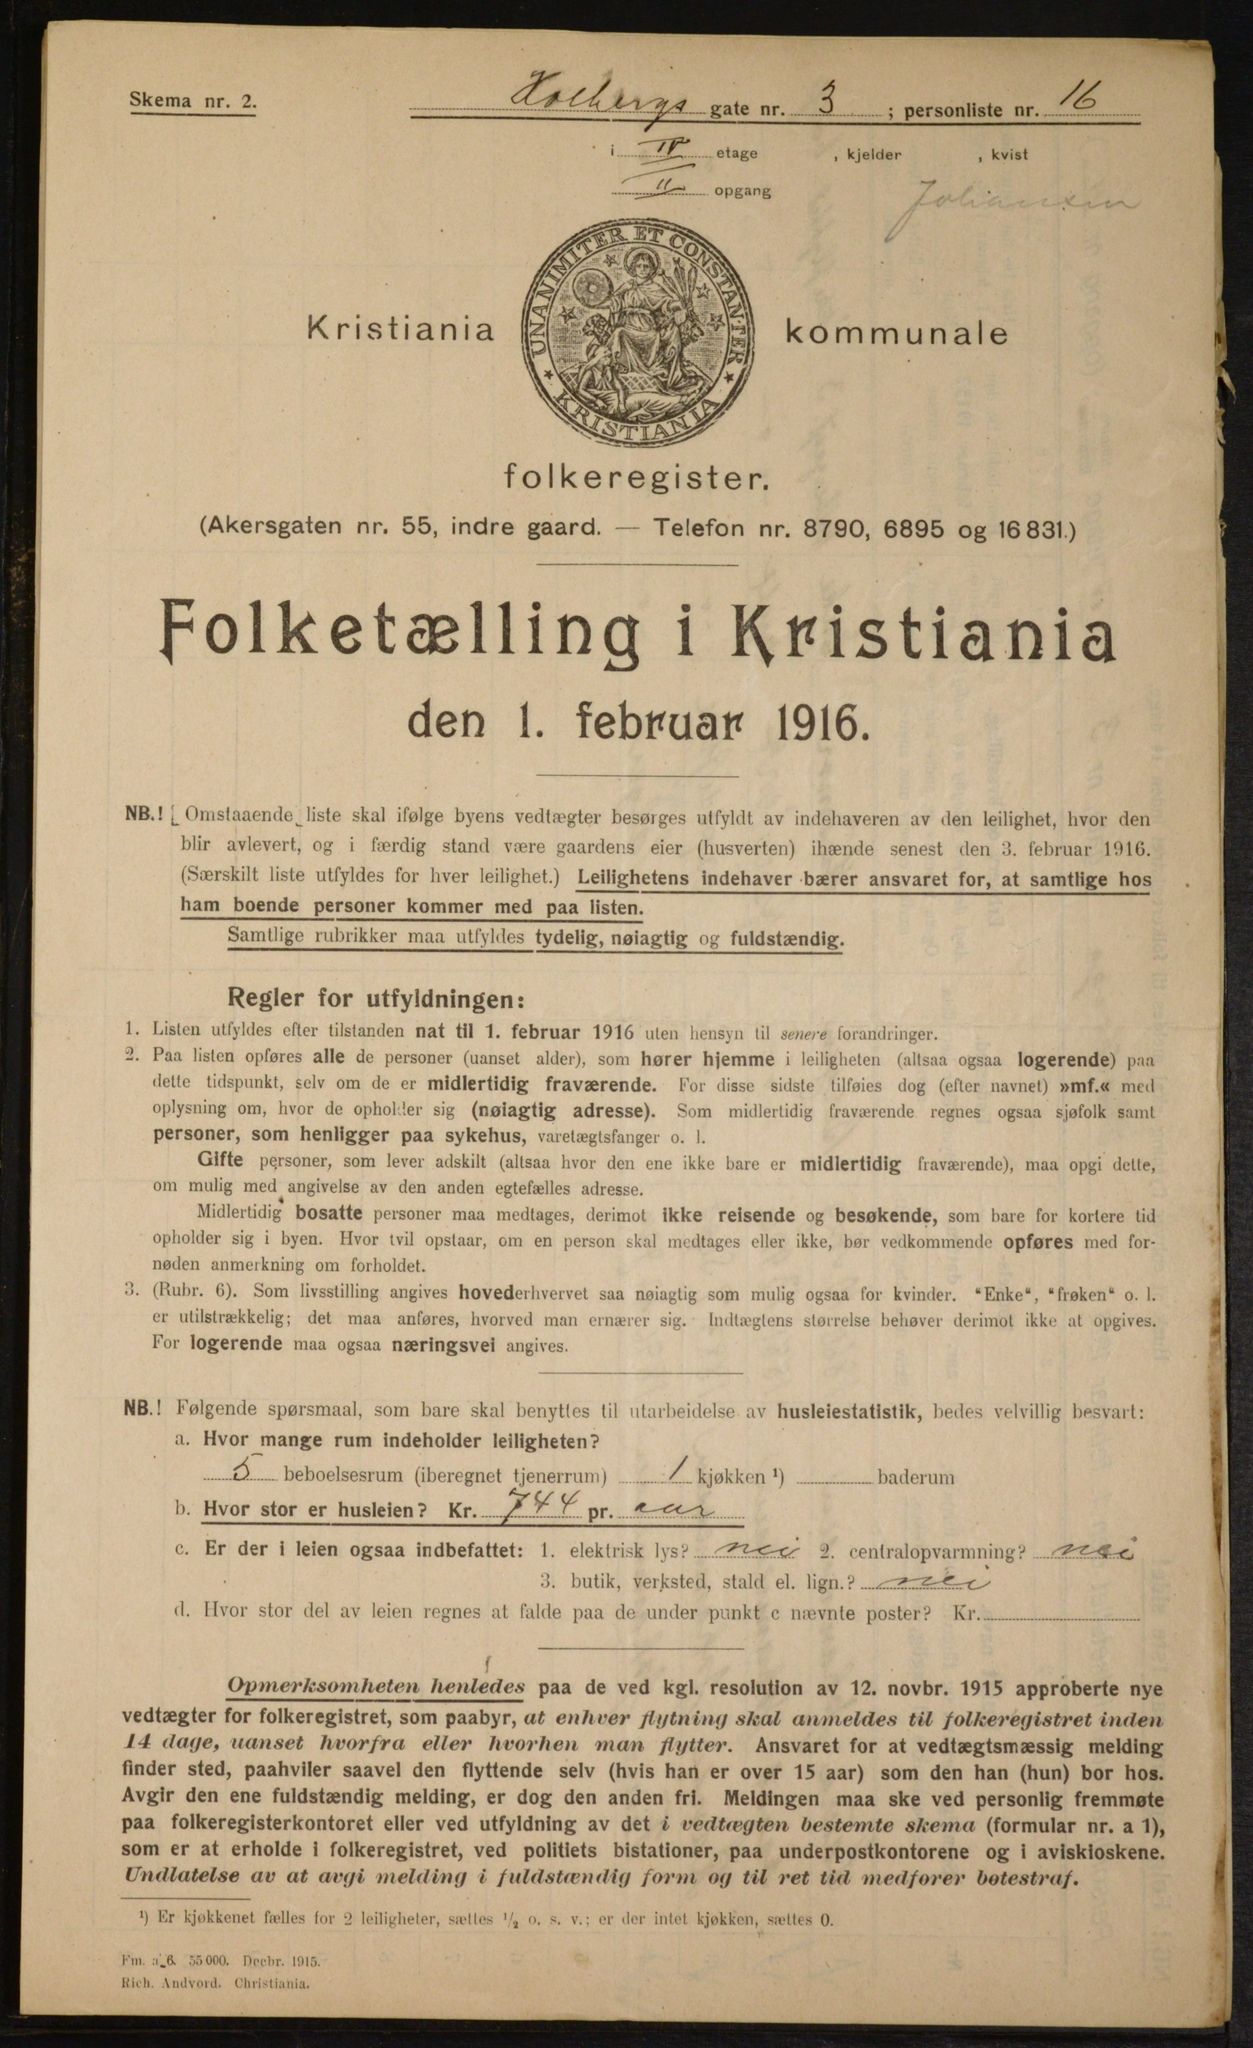 Skema nr. 2.
Holbergs gate nr. 3 ; personliste nr. 16
i IV etage , kjelder , kvist
II opgang
Johansen
UNANIMITER ET CONSTANTER
KRISTIANIA
Kristiania kommunale
folkeregister.
(Akersgaten nr. 55, indre gaard. — Telefon nr. 8790, 6895 og 16831.)
Folketælling i Kristiania
den 1. februar 1916.
NB.! [Omstaaende] liste skal ifølge byens vedtægter besørges utfyldt av indehaveren av den leilighet, hvor den
blir avlevert, og i færdig stand være gaardens eier (husverten) ihænde senest den 3. februar 1916.
(Særskilt liste utfyldes for hver leilighet.) Leilighetens indehaver bærer ansvaret for, at samtlige hos
ham boende personer kommer med paa listen.
Samtlige rubrikker maa utfyldes tydelig, nøiagtig og fuldstændig.
Regler for utfyldningen:
1. Listen utfyldes efter tilstanden nat til 1. februar 1916 uten hensyn til senere forandringer.
2. Paa listen opføres alle de personer (uanset alder), som hører hjemme i leiligheten (altsaa ogsaa logerende) paa
dette tidspunkt, selv om de er midlertidig fraværende. For disse sidste tilføies dog (efter navnet) »mf.« med
oplysning om, hvor de opholder sig (nøiagtig adresse). Som midlertidig fraværende regnes ogsaa sjøfolk samt
personer, som henligger paa sykehus, varetægtsfanger o. l.
Gifte personer, som lever adskilt (altsaa hvor den ene ikke bare er midlertidig fraværende), maa opgi dette,
om mulig med angivelse av den anden egtefælles adresse.
Midlertidig bosatte personer maa medtages, derimot ikke reisende og besøkende, som bare for kortere tid
opholder sig i byen. Hvor tvil opstaar, om en person skal medtages eller ikke, bør vedkommende opføres med for-
nøden anmerkning om forholdet.
3. (Rubr. 6). Som livsstilling angives hovederhvervet saa nøiagtig som mulig ogsaa for kvinder. "Enke", "frøken" o. l.
er utilstrækkelig; det maa anføres, hvorved man ernærer sig. Indtægtens størrelse behøver derimot ikke at opgives.
For logerende maa ogsaa næringsvei angives.
NB.! Følgende spørsmaal, som bare skal benyttes til utarbeidelse av husleiestatistik, bedes velvillig besvart:
a. Hvor mange rum indeholder leiligheten?
5 beboelsesrum (iberegnet tjenerrum) 1 kjøkken ¹) baderum
b. Hvor stor er husleien? Kr. 744 pr. aar
c. Er der i leien ogsaa indbefattet: 1. elektrisk lys? nei 2. centralopvarmning? nei
3. butik, verksted, stald el. lign.? nei
d. Hvor stor del av leien regnes at falde paa de under punkt c nævnte poster? Kr.
Opmerksomheten henledes paa de ved kgl. resolution av 12. novbr. 1915 approberte nye
vedtægter for folkeregistret, som paabyr, at enhver flytning skal anmeldes til folkeregistret inden
14 dage, uanset hvorfra eller hvorhen man flytter. Ansvaret for at vedtægtsmæssig melding
finder sted, paahviler saavel den flyttende selv (hvis han er over 15 aar) som den han (hun) bor hos.
Avgir den ene fuldstændig melding, er dog den anden fri. Meldingen maa ske ved personlig fremmøte
paa folkeregisterkontoret eller ved utfyldning av det i vedtægten bestemte skema (formular nr. a 1),
som er at erholde i folkeregistret, ved politiets bistationer, paa underpostkontorene og i aviskioskene.
Undlatelse av at avgi melding i fuldstændig form og til ret tid medfører bøtestraf.
¹) Er kjøkkenet fælles for 2 leiligheter, sættes ½ o. s. v.; er der intet kjøkken, sættes 0.
Fm. a 6. 55000. Decbr. 1915.
Rich. Andvord. Christiania.